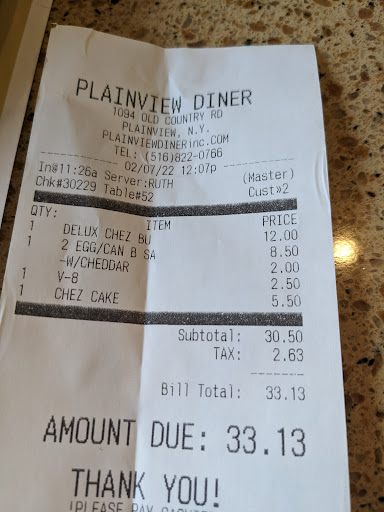 PLAINVIEW DINER
1094 OLD COUNTRY RD
PLAINVIEW, N.Y.
PLAINVIEWDINERinc.COM
TEL: (516)822-0766
02/07/22 12:07p
In@11:26a Server:RUTH (Master)
Chk#30229 Table#52 Cust»2
QTY: ITEM PRICE
1 DELUX CHEZ BU 12.00
1 2 EGG/CAN B SA 8.50
-W/CHEDDAR 2.00
1 V-8 2.50
1 CHEZ CAKE 5.50
Subtotal: 30.50
TAX: 2.63
Bill Total: 33.13
AMOUNT DUE: 33.13
THANK YOU!
!PLEASE PAY